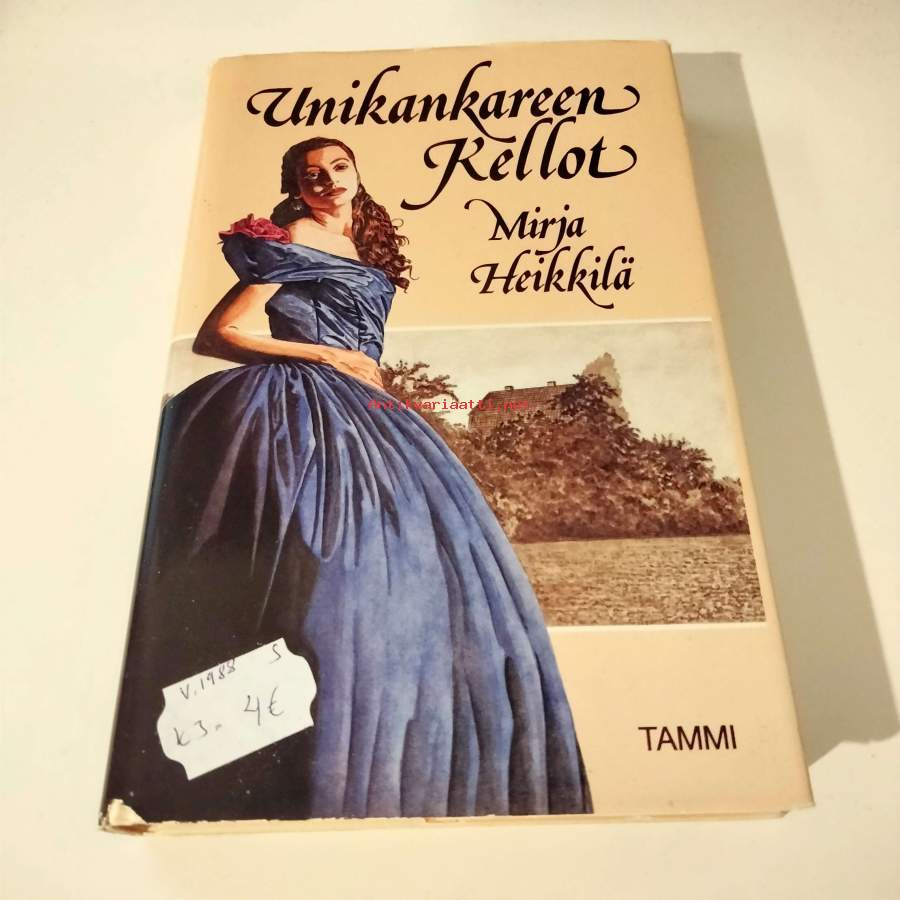 Unikankareen
Kellot
Mirja
Heikkilä
antikvariaatti.net
V. 1988 S
K3- 4€
TAMMI